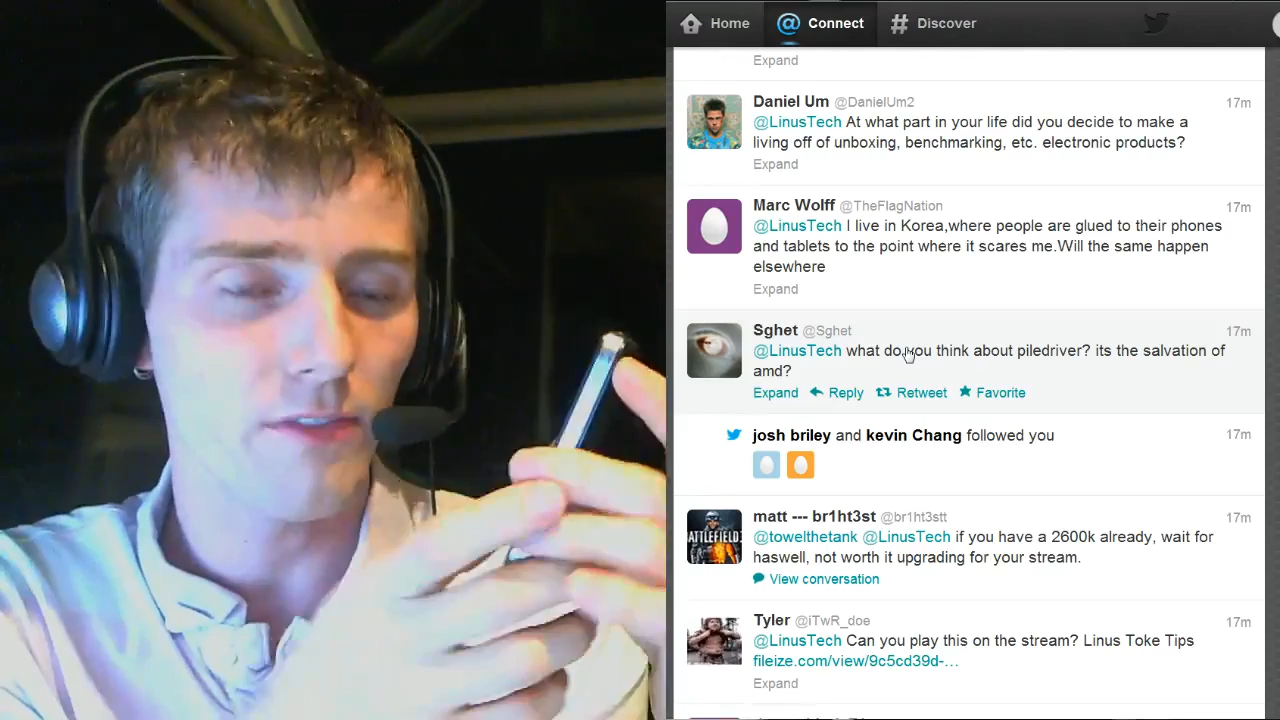 Home @ Connect # Discover
Expand
Daniel Um @DanielUm2 17m
@LinusTech At what part in your life did you decide to make a
living off of unboxing, benchmarking, etc. electronic products?
Expand
Marc Wolff @TheFlagNation 17m
@LinusTech I live in Korea,where people are glued to their phones
and tablets to the point where it scares me.Will the same happen
elsewhere
Expand
Sghet @Sghet 17m
@LinusTech what do you think about piledriver? its the salvation of
amd?
Expand Reply Retweet Favorite
josh briley and kevin Chang followed you 17m
matt --- br1ht3st @br1ht3stt 17m
@towelthetank @LinusTech if you have a 2600k already, wait for
haswell, not worth it upgrading for your stream.
View conversation
Tyler @iTwR_doe 17m
@LinusTech Can you play this on the stream? Linus Toke Tips
fileize.com/view/9c5cd39d-...
Expand